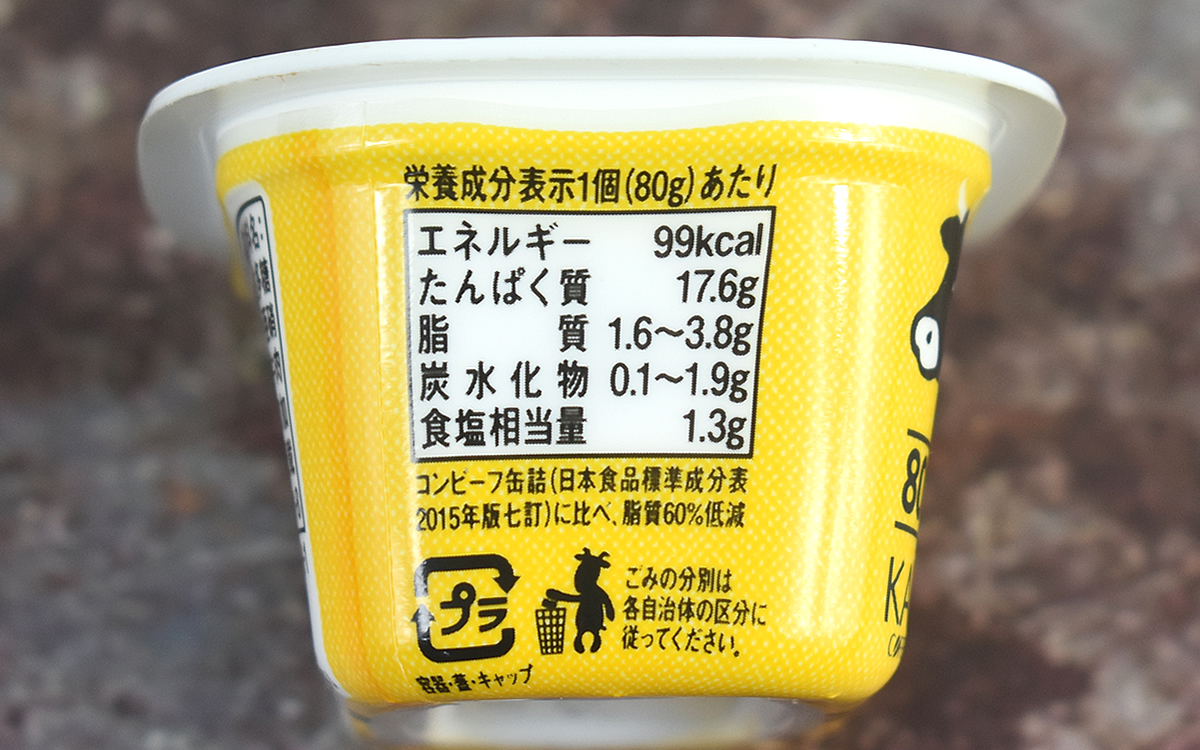 栄養成分表示1個(80g)あたり
エネルギー 99kcal
たんぱく質 17.6g
脂質 1.6〜3.8g
炭水化物 0.1〜1.9g
食塩相当量 1.3g
コンビーフ缶詰(日本食品標準成分表
2015年版七訂)に比べ、脂質60%低減
プラ
ごみの分別は
各自治体の区分に
従ってください。
容器・蓋・キャップ
80
KA